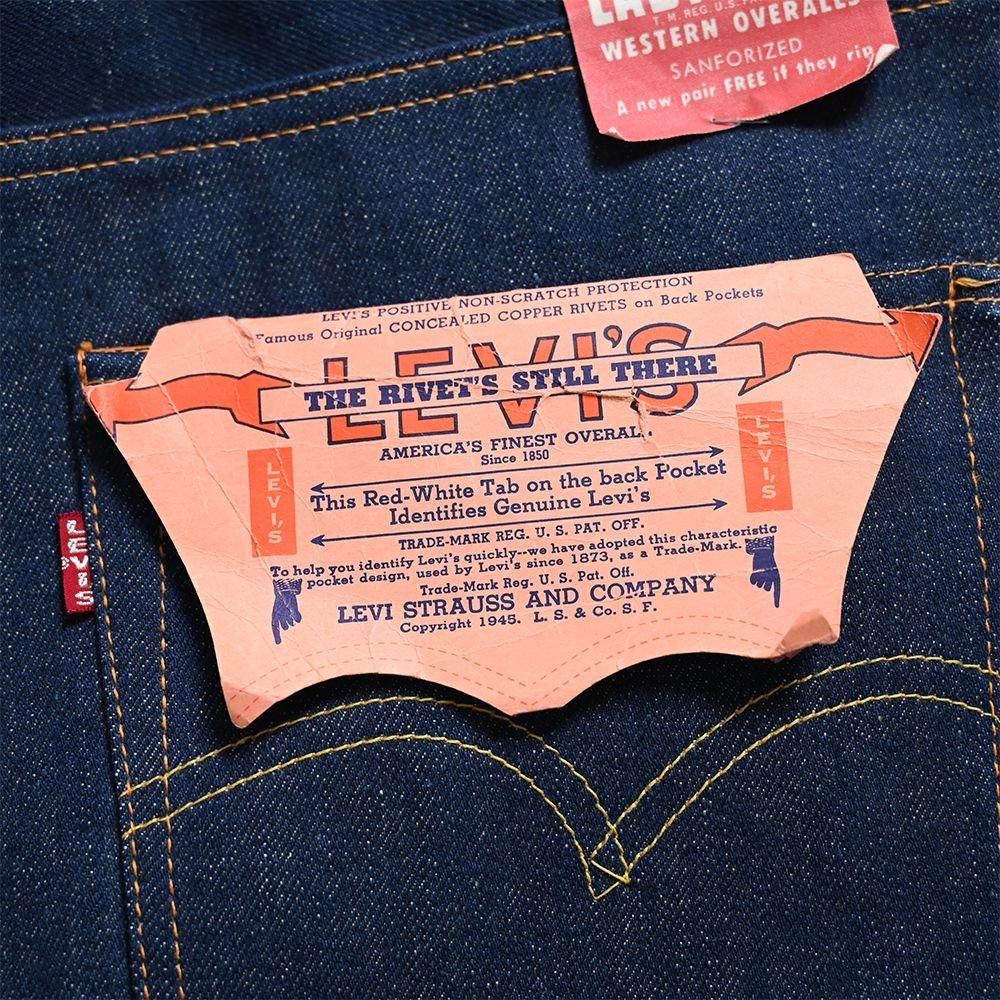 T.M. REG. U.S.
WESTERN OVERALLS
SANFORIZED
A new pair FREE if they rip
LEVI'S POSITIVE NON-SCRATCH PROTECTION
Famous Original CONCEALED COPPER RIVETS on Back Pockets
LEVI'S
THE RIVET'S STILL THERE
AMERICA'S FINEST OVERALL
Since 1850
LEVI'S
LEVI'S
This Red-White Tab on the back Pocket
Identifies Genuine Levi's
TRADE-MARK REG. U. S. PAT. OFF.
To help you identify Levi's quickly--we have adopted this characteristic
pocket design, used by Levi's since 1873, as a Trade-Mark.
Trade-Mark Reg. U. S. Pat. Off.
LEVI STRAUSS AND COMPANY
Copyright 1945. L. S. & Co. S. F.
LEVI'S